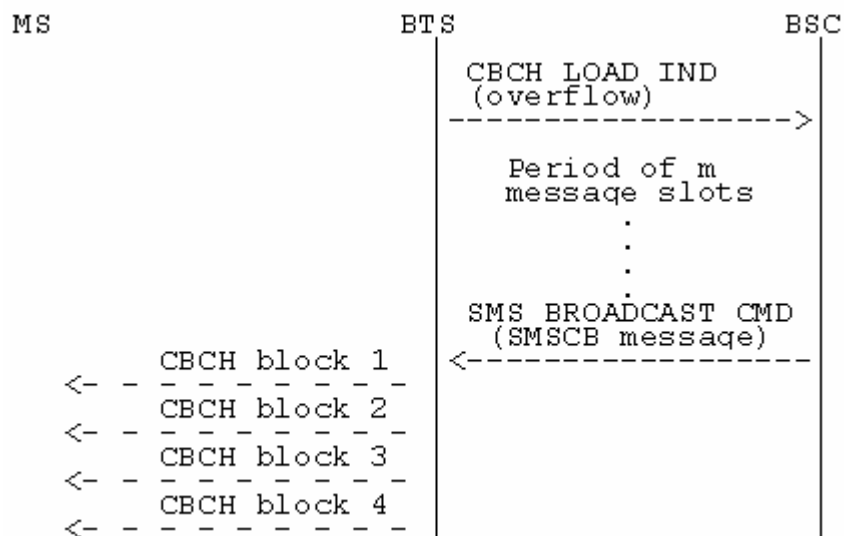 MS BTS BSC
CBCH LOAD IND
(overflow)
Period of m
message slots
SMS BROADCAST CMD
(SMSCB message)
CBCH block 1
CBCH block 2
CBCH block 3
CBCH block 4